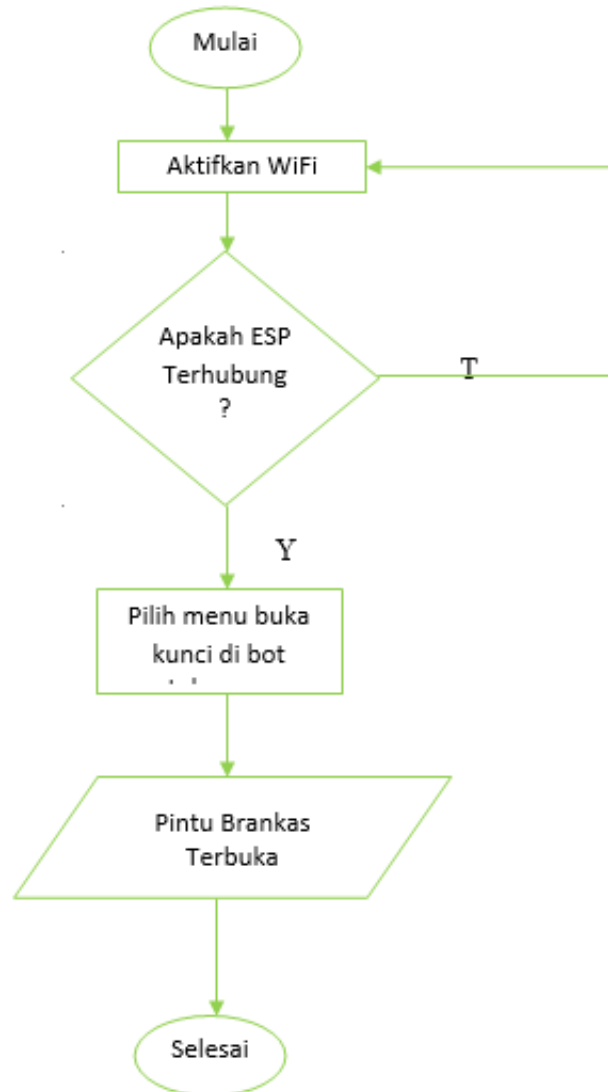 Mulai
Aktifkan WiFi
Apakah ESP
Terhubung
?
T
Y
Pilih menu buka
kunci di bot
Pintu Brankas
Terbuka
Selesai